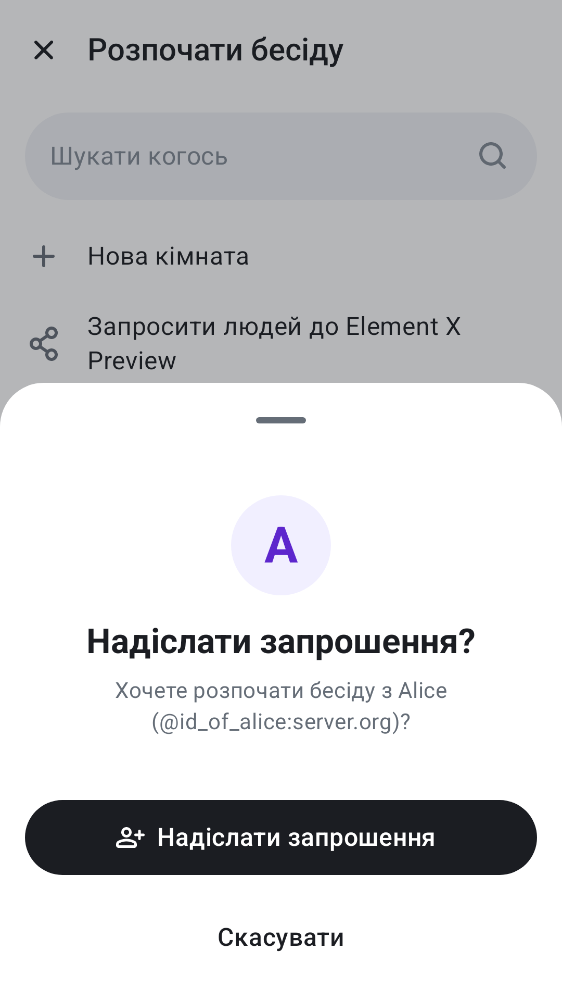 Розпочати бесіду
Шукати когось
Нова кімната
Запросити людей до Element X
Preview
A
Надіслати запрошення?
Хочете розпочати бесіду з Alice
(@id_of_alice:server.org)?
Надіслати запрошення
Скасувати